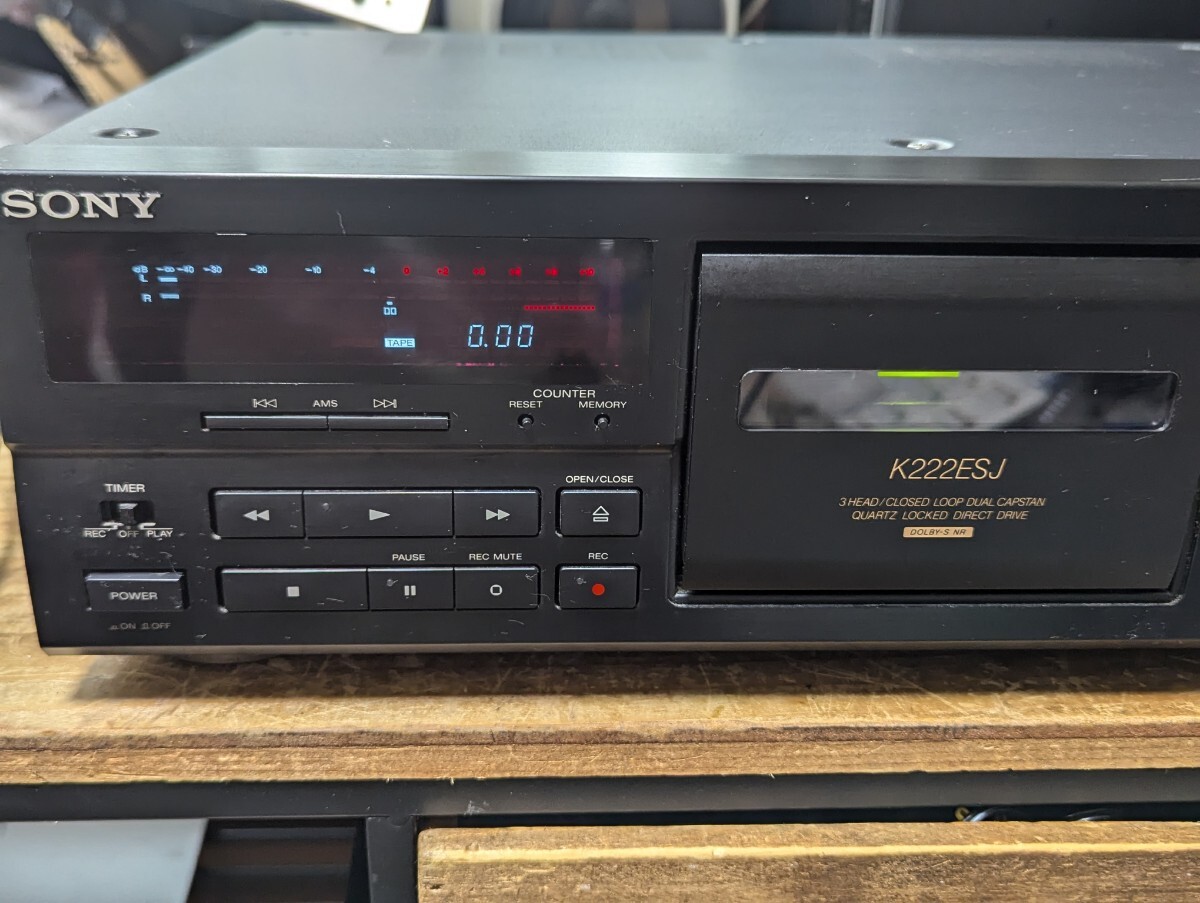 SONY
dB -∞ -40 -30 -20 -10 -4 0
L
R
00
TAPE 0.00
AMS
COUNTER
RESET MEMORY
TIMER
REC OFF PLAY
OPEN/CLOSE
PAUSE REC MUTE REC
POWER
ON OFF
K222ESJ
3 HEAD/CLOSED LOOP DUAL CAPSTAN
QUARTZ LOCKED DIRECT DRIVE
DOLBY-S NR